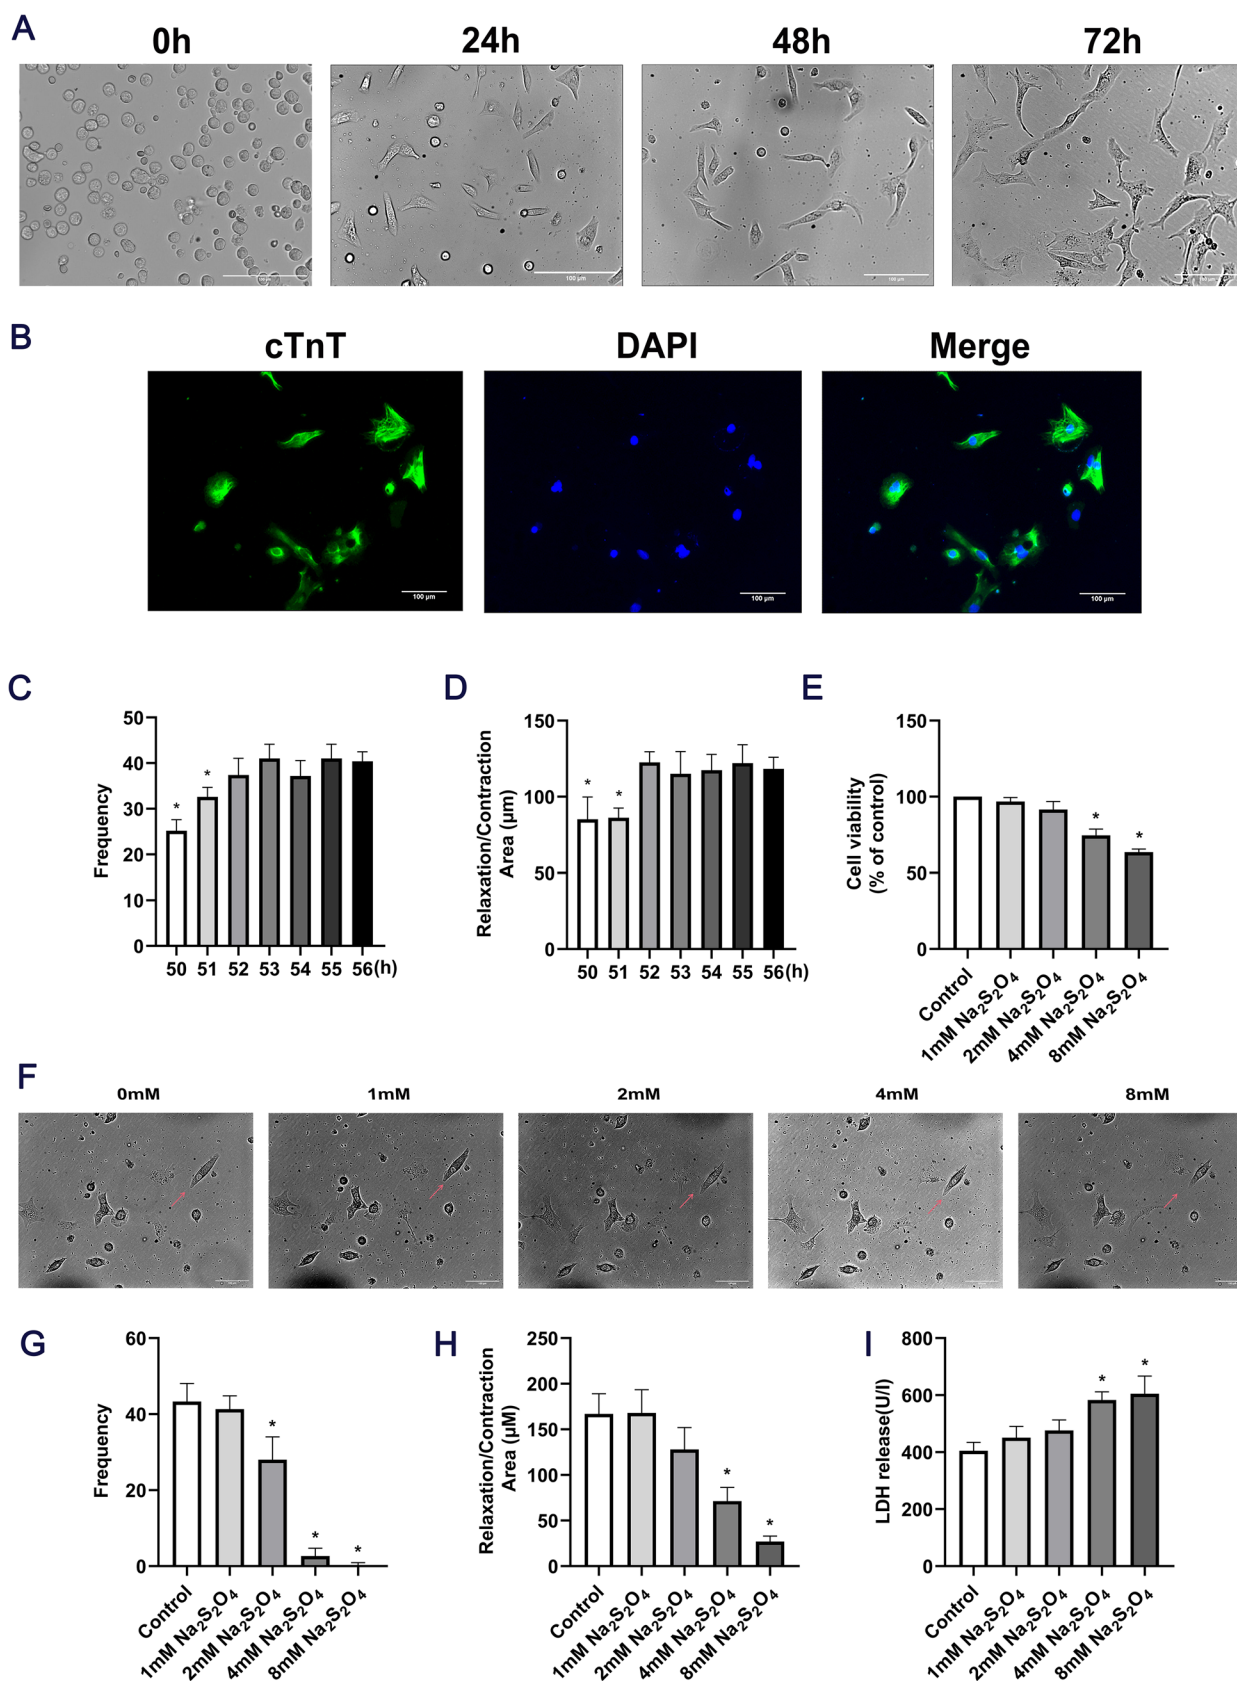 A
0h 24h 48h 72h
100 μm
100 μm
B
cTnT DAPI Merge
100 μm 100 μm 100 μm
C
Frequency
50
40
30
20
10
0
50 51 52 53 54 55 56(h)
D
Relaxation/Contraction
Area (μm)
150
100
50
0
50 51 52 53 54 55 56(h)
E
Cell viability
(% of control)
150
100
50
0
* *
Control
1mM Na₂S₂O₄
2mM Na₂S₂O₄
4mM Na₂S₂O₄
8mM Na₂S₂O₄
F
0mM 1mM 2mM 4mM 8mM
G
Frequency
60
40
20
0
* * *
Control
1mM Na₂S₂O₄
2mM Na₂S₂O₄
4mM Na₂S₂O₄
8mM Na₂S₂O₄
H
Relaxation/Contraction
Area (μM)
250
200
150
100
50
0
* *
Control
1mM Na₂S₂O₄
2mM Na₂S₂O₄
4mM Na₂S₂O₄
8mM Na₂S₂O₄
I
LDH release(U/l)
800
600
400
200
0
* *
Control
1mM Na₂S₂O₄
2mM Na₂S₂O₄
4mM Na₂S₂O₄
8mM Na₂S₂O₄